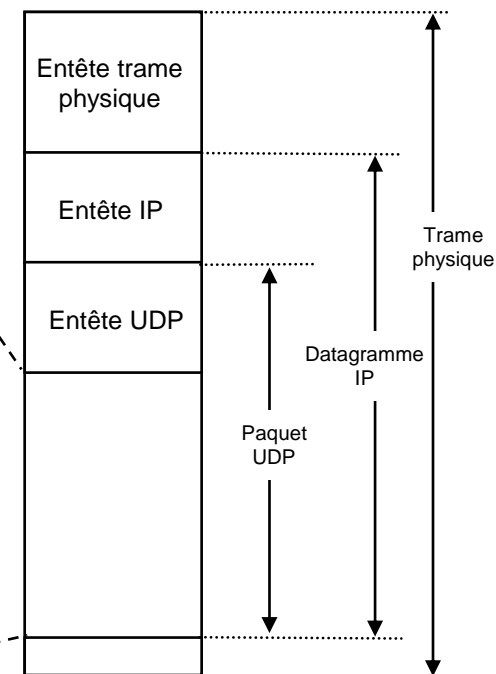 Entête trame
physique
Entête IP
Trame
physique
Entête UDP
Datagramme
IP
Paquet
UDP